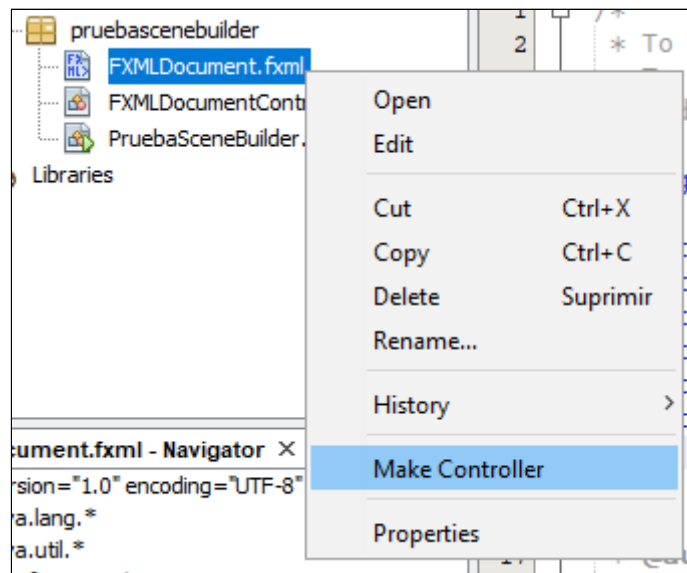 pruebascenebuilder
FXMLDocument.fxml
FXMLDocumentContr
PruebaSceneBuilder.
Libraries
1 /*
2 * To
Open
Edit
Cut Ctrl+X
Copy Ctrl+C
Delete Suprimir
Rename...
History >
Make Controller
Properties
cument.fxml - Navigator ×
rsion="1.0" encoding="UTF-8"
va.lang.*
va.util.*